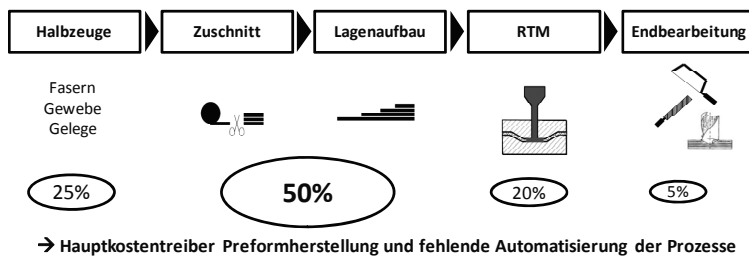 Halbzeuge
Zuschnitt
Lagenaufbau
RTM
Endbearbeitung
Fasern
Gewebe
Gelege
25%
50%
20%
5%
→ Hauptkostentreiber Preformherstellung und fehlende Automatisierung der Prozesse